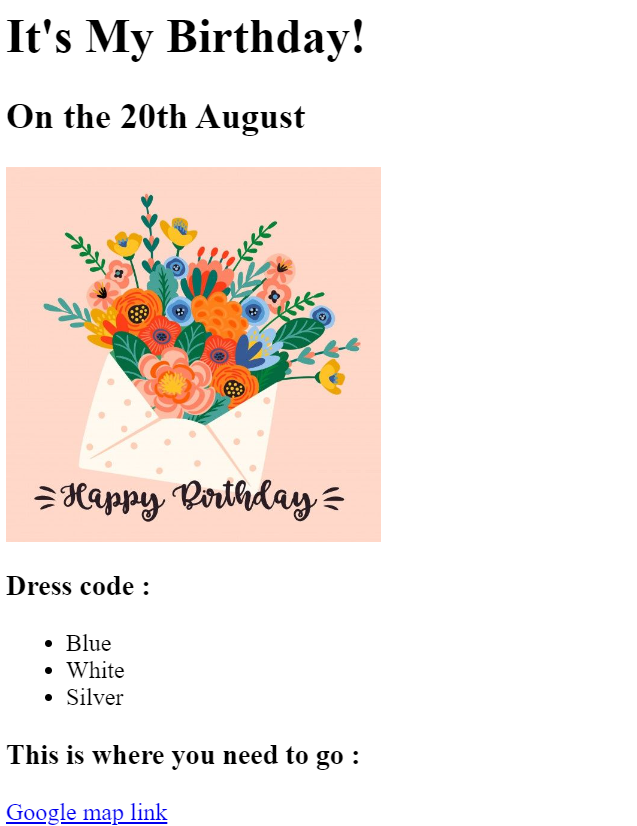 It's My Birthday!
On the 20th August
Happy Birthday
Dress code :
Blue
White
Silver
This is where you need to go :
Google map link